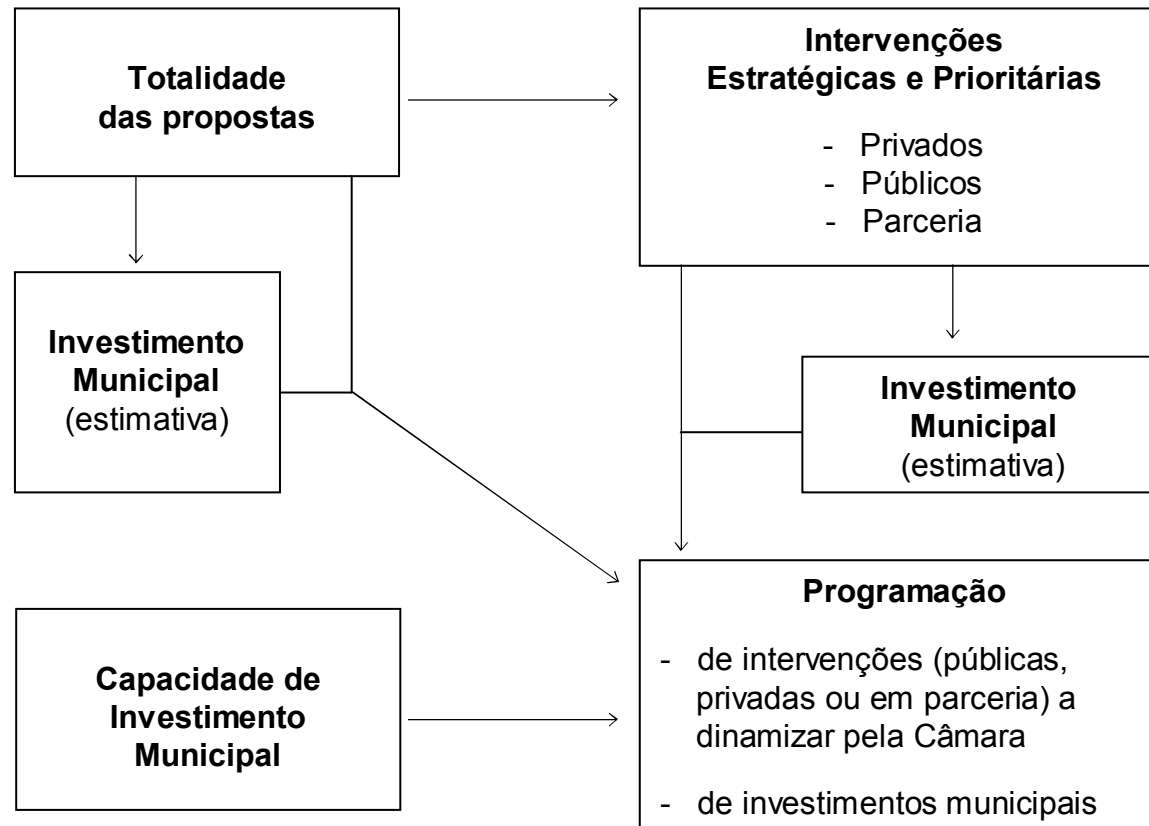 Totalidade
das propostas
Intervenções
Estratégicas e Prioritárias
- Privados
- Públicos
- Parceria
Investimento
Municipal
(estimativa)
Investimento
Municipal
(estimativa)
Capacidade de
Investimento
Municipal
Programação
- de intervenções (públicas,
privadas ou em parceria) a
dinamizar pela Câmara
- de investimentos municipais